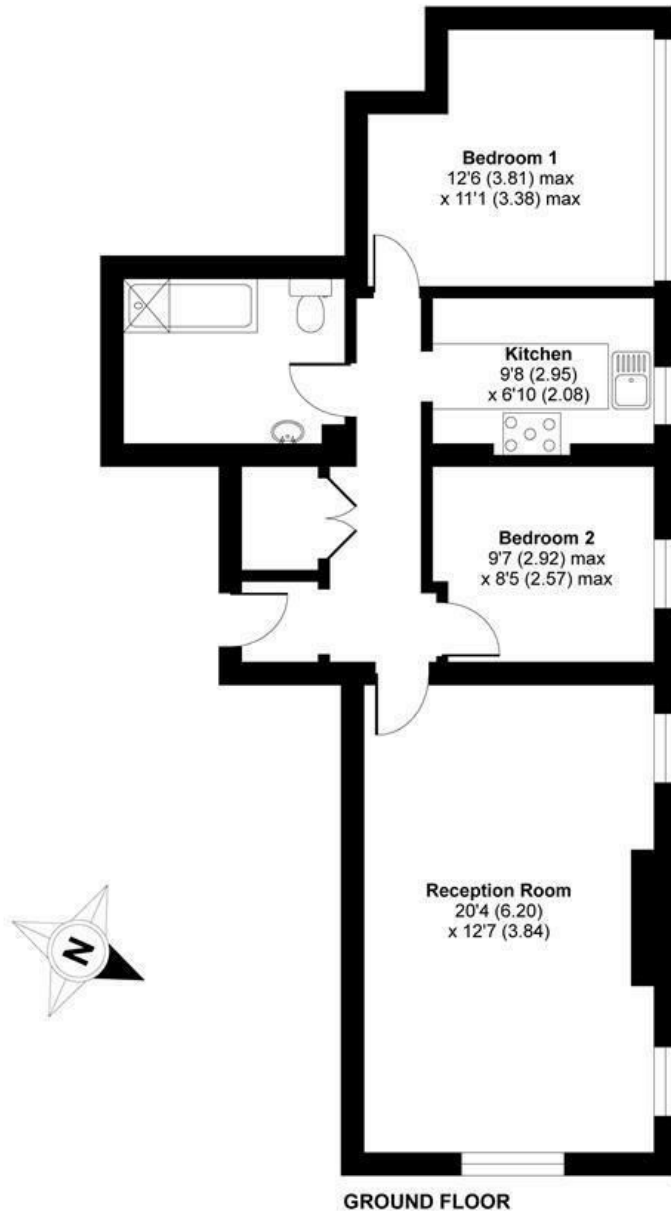 Bedroom 1
12'6 (3.81) max
x 11'1 (3.38) max
Kitchen
9'8 (2.95)
x 6'10 (2.08)
Bedroom 2
9'7 (2.92) max
x 8'5 (2.57) max
Reception Room
20'4 (6.20)
x 12'7 (3.84)
N
GROUND FLOOR